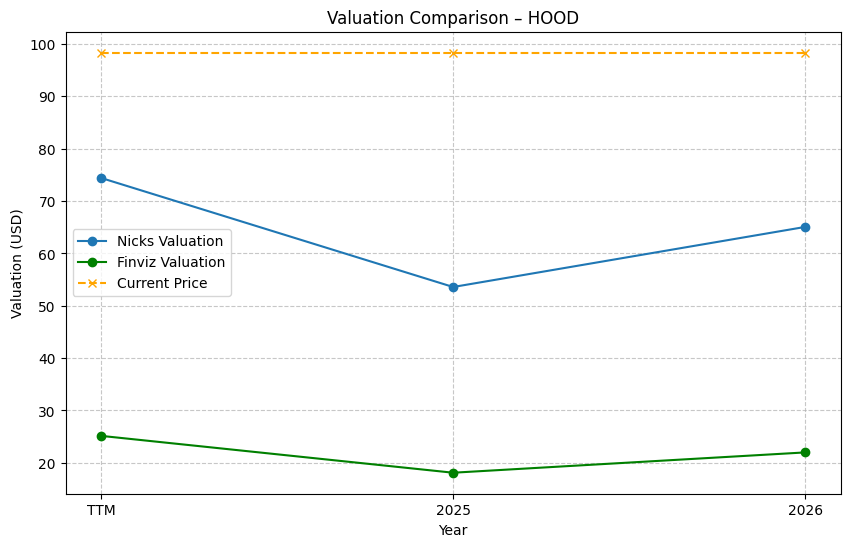 Valuation Comparison – HOOD
Valuation (USD)
100
90
80
70
60
50
40
30
20
Nicks Valuation
Finviz Valuation
Current Price
TTM
2025
2026
Year